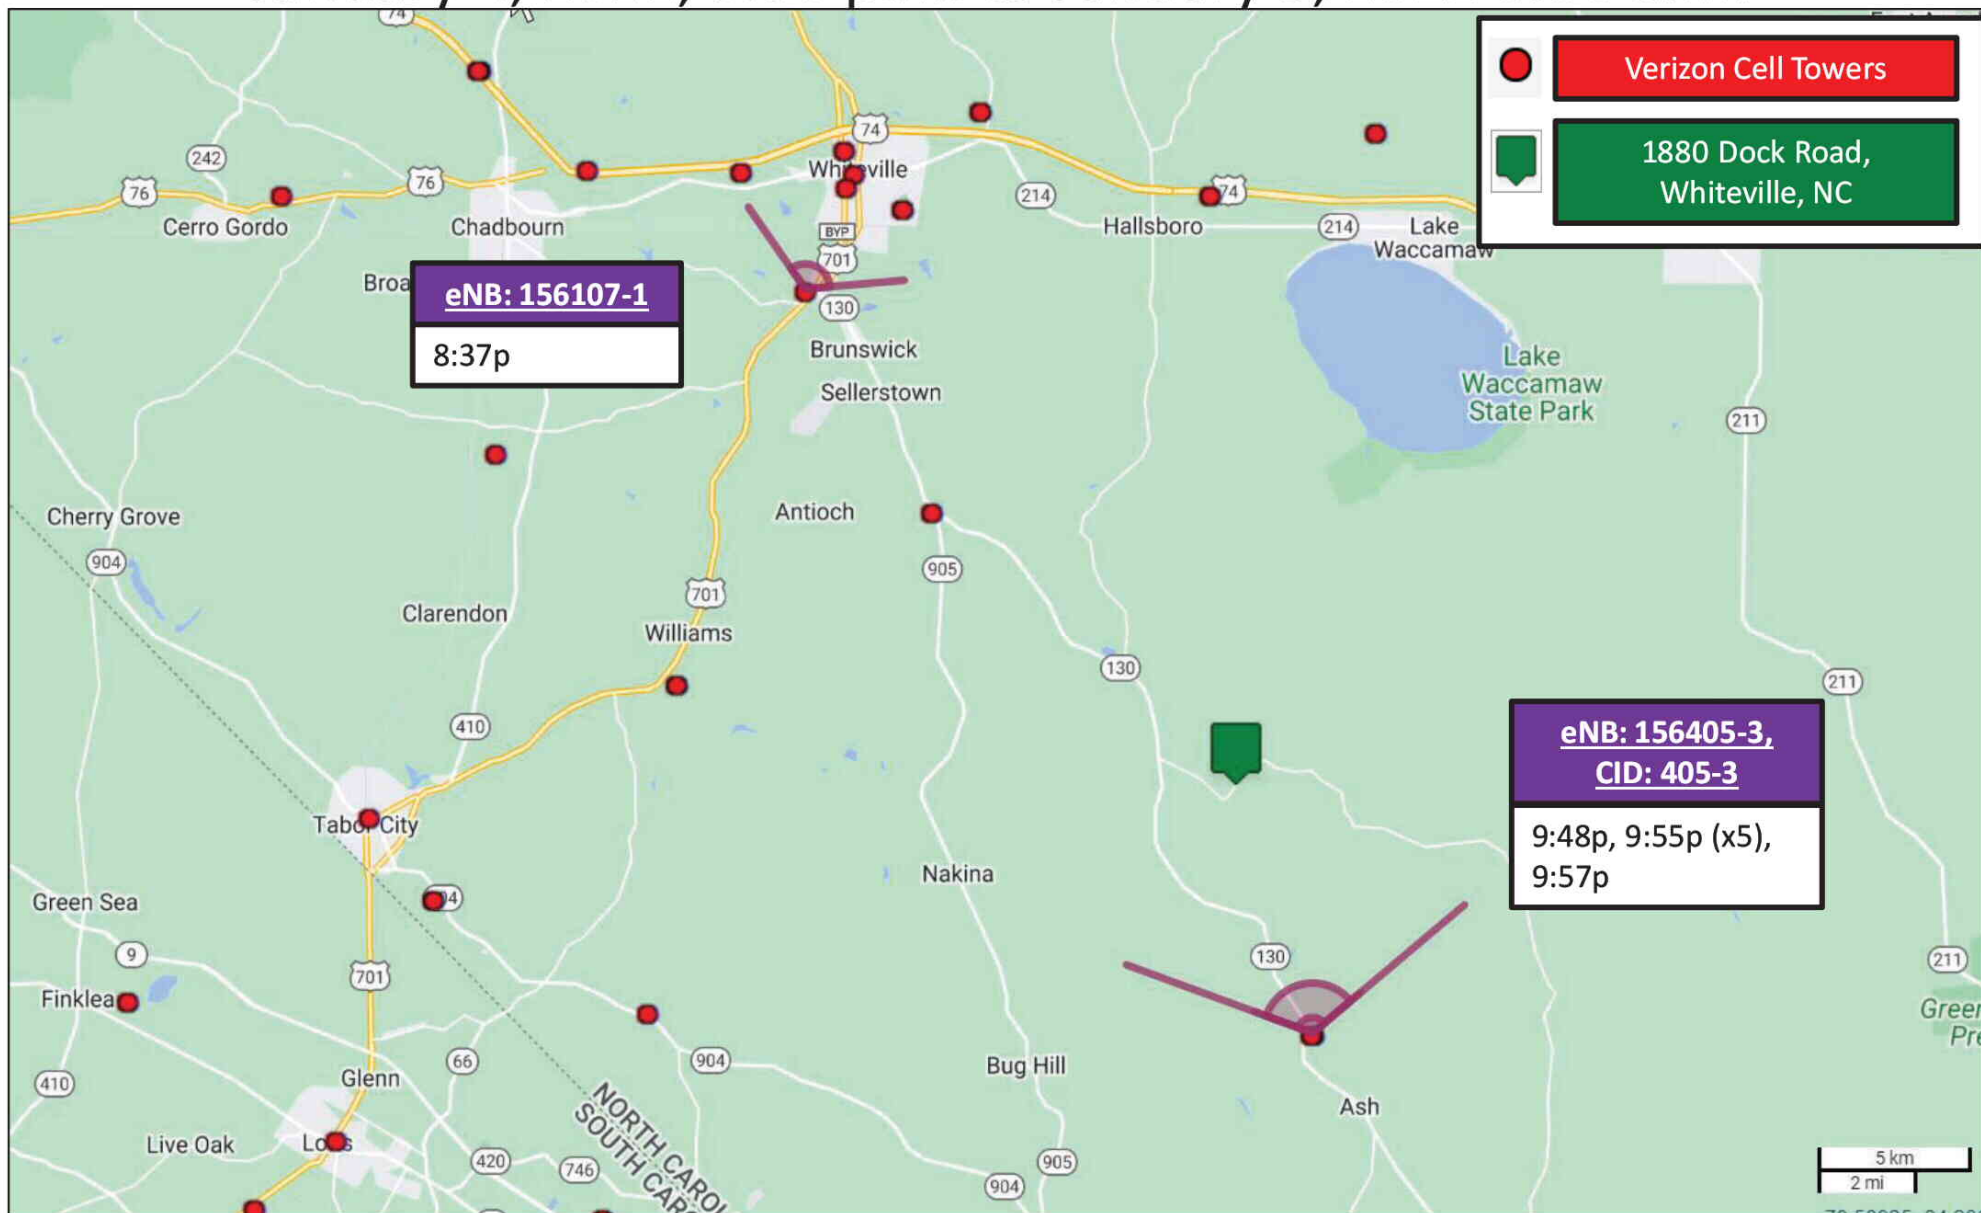 74
Verizon Cell Towers
1880 Dock Road,
Whiteville, NC
74
242
76
76
Whiteville
214
74
Cerro Gordo
Chadbourn
BYP
701
Hallsboro
214
Lake
Waccamaw
eNB: 156107-1
8:37p
130
Brunswick
Sellerstown
Lake
Waccamaw
State Park
211
Cherry Grove
Antioch
904
905
701
Clarendon
Williams
130
211
410
eNB: 156405-3,
CID: 405-3
9:48p, 9:55p (x5),
9:57p
Tabor City
Nakina
Green Sea
9
701
130
211
Finklea
904
66
410
Glenn
Bug Hill
Ash
NORTH CAROL
SOUTH CARO
Live Oak
Loris
420
746
905
904
5 km
2 mi